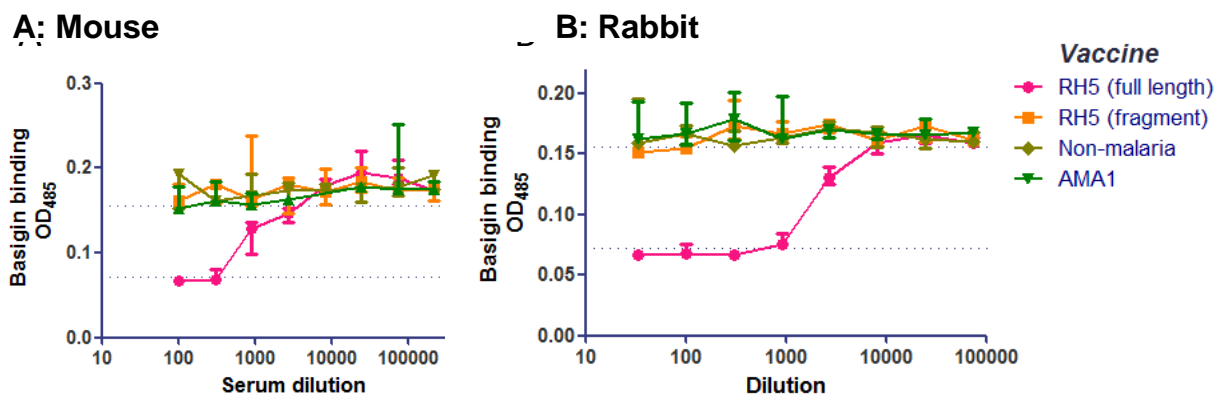 A: Mouse
0.3
0.2
0.1
0.0
Basigin binding
OD485
10 100 1000 10000 100000
Serum dilution
B: Rabbit
0.20
0.15
0.10
0.05
0.00
Basigin binding
OD485
10 100 1000 10000 100000
Dilution
Vaccine
RH5 (full length)
RH5 (fragment)
Non-malaria
AMA1